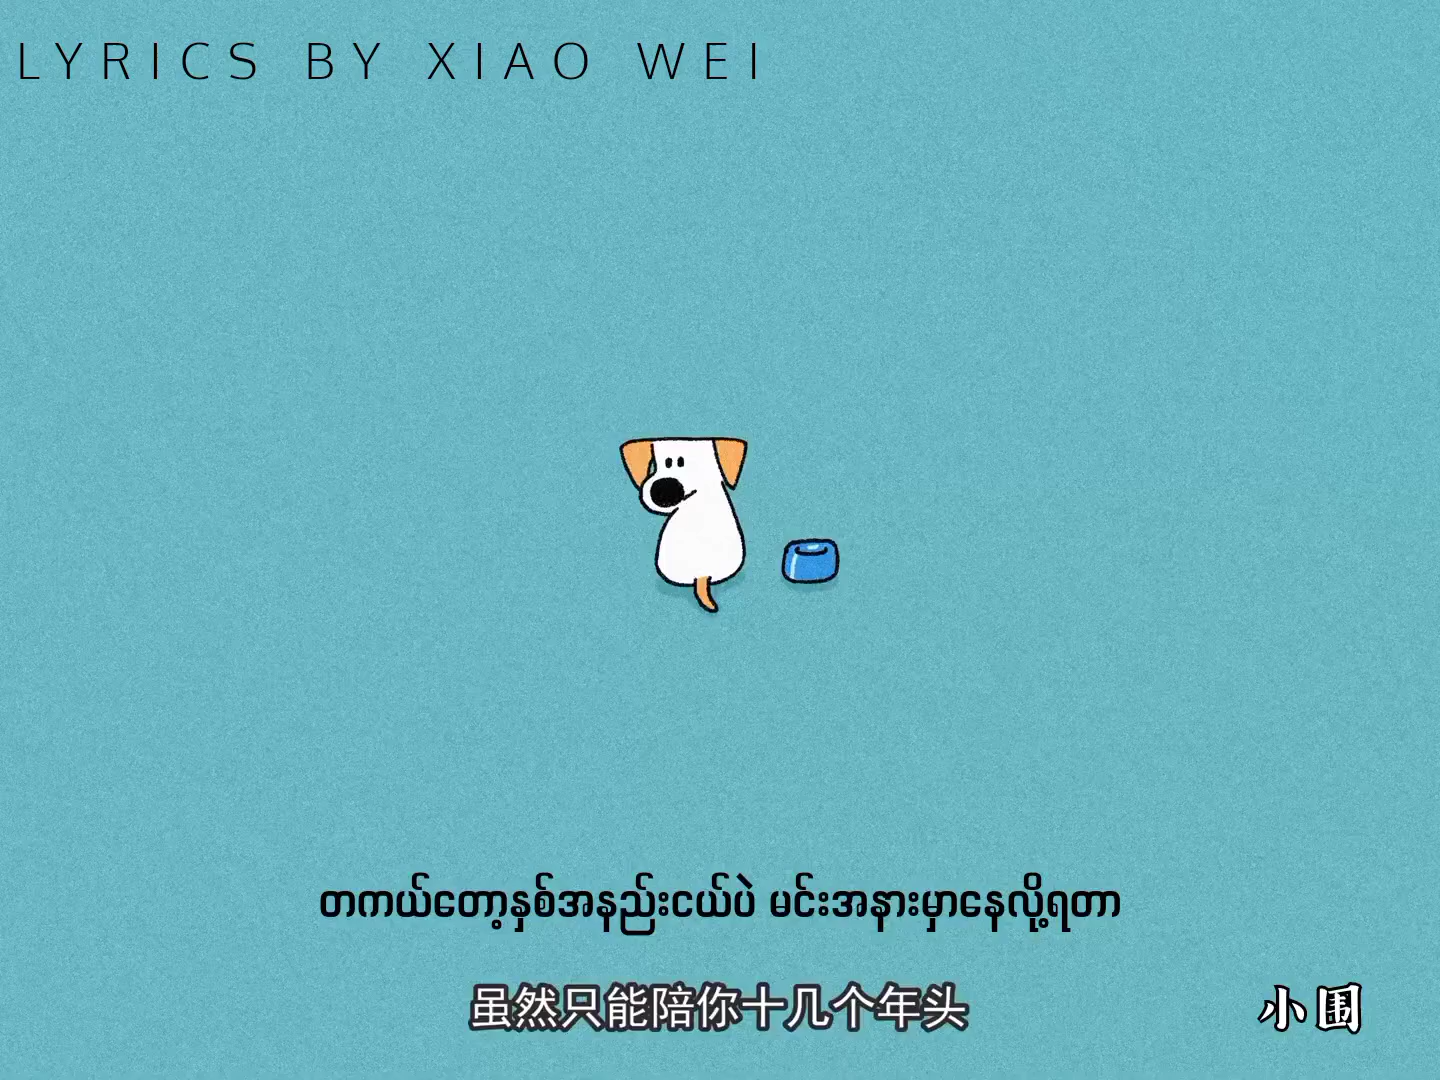 LYRICS BY XIAO WEI
တကယ်တော့နှစ်အနည်းငယ်ပဲ မင်းအနားမှာနေလို့ရတာ
虽然只能陪你十几个年头
小围